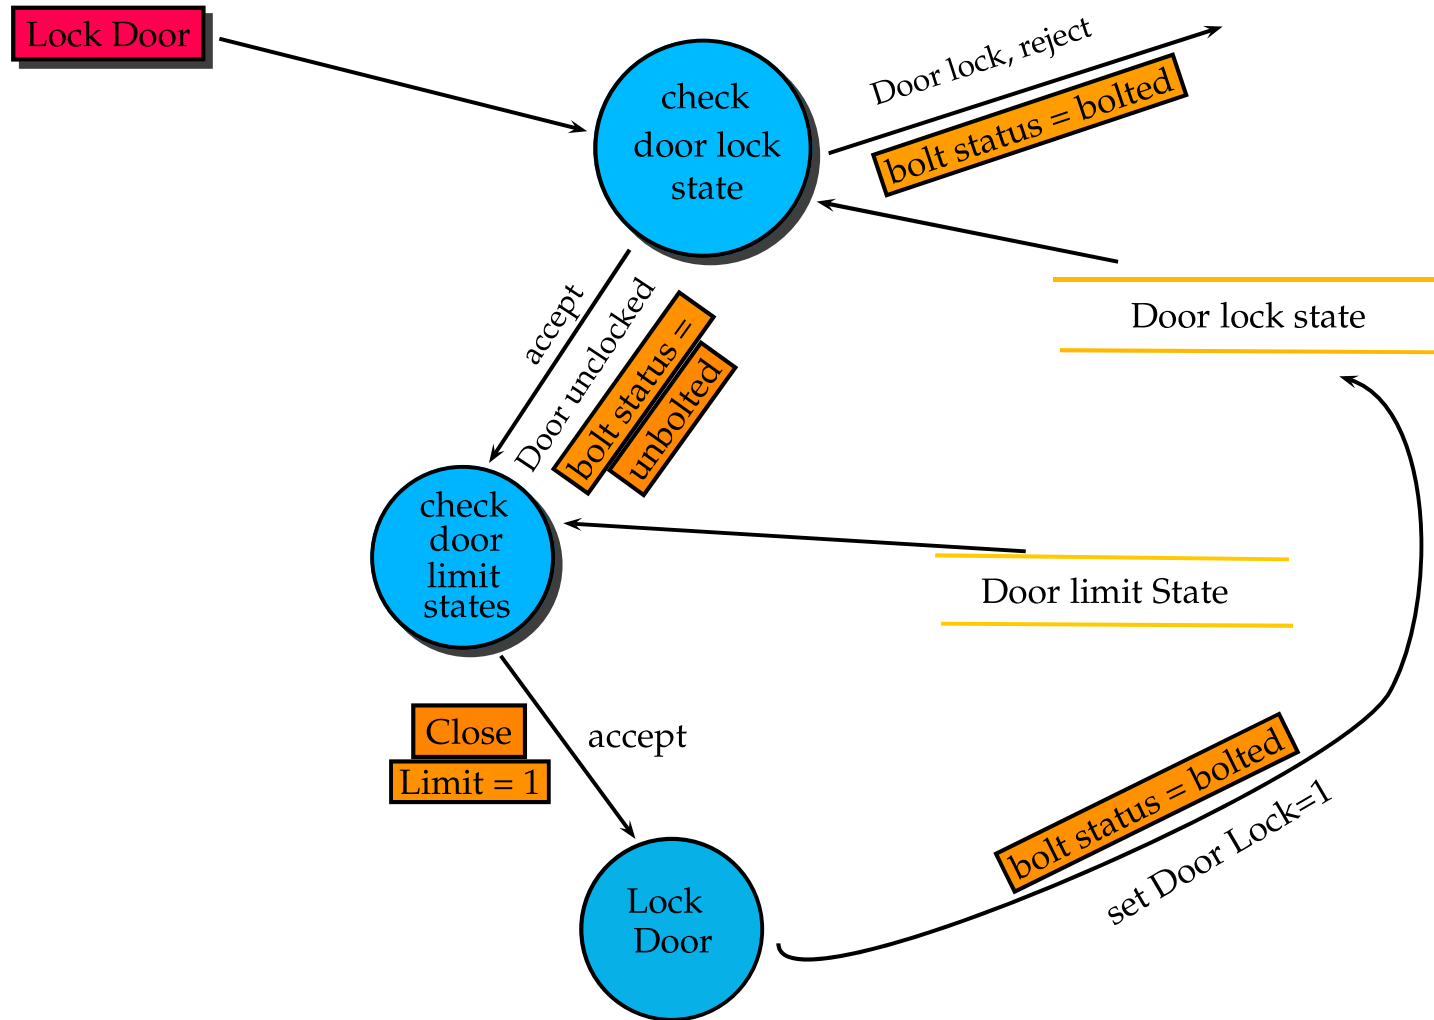 Lock Door
check
door lock
state
Door lock, reject
bolt status = bolted
accept
Door unclocked
bolt status =
unbolted
Door lock state
check
door
limit
states
Door limit State
Close
Limit = 1
accept
Lock
Door
bolt status = bolted
set Door Lock=1